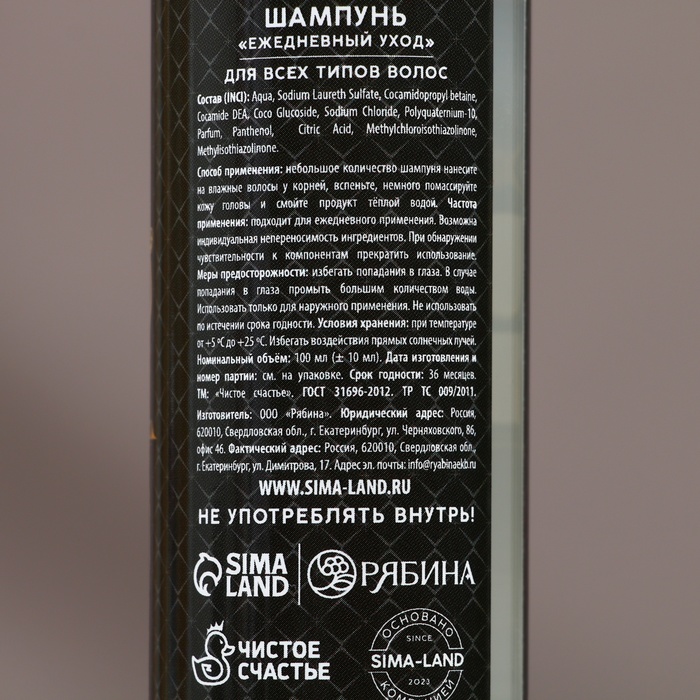 ШАМПУНЬ
«ЕЖЕДНЕВНЫЙ УХОД»
ДЛЯ ВСЕХ ТИПОВ ВОЛОС
Состав (INCI): Aqua, Sodium Laureth Sulfate, Cocamidopropyl betaine,
Cocamide DEA, Coco Glucoside, Sodium Chloride, Polyquaternium-10,
Parfum, Panthenol, Citric Acid, Methylchloroisothiazolinone,
Methylisothiazolinone.
Способ применения: небольшое количество шампуня нанесите
на влажные волосы у корней, вспеньте, немного помассируйте
кожу головы и смойте продукт тёплой водой. Частота
применения: подходит для ежедневного применения. Возможна
индивидуальная непереносимость ингредиентов. При обнаружении
чувствительности к компонентам прекратить использование.
Меры предосторожности: избегать попадания в глаза. В случае
попадания в глаза промыть большим количеством воды.
Использовать только для наружного применения. Не использовать
по истечении срока годности. Условия хранения: при температуре
от +5 ºС до +25 ºС. Избегать воздействия прямых солнечных лучей.
Номинальный объём: 100 мл (± 10 мл). Дата изготовления и
номер партии: см. на упаковке. Срок годности: 36 месяцев.
ТМ: «Чистое счастье». ГОСТ 31696-2012. ТР ТС 009/2011.
Изготовитель: ООО «Рябина». Юридический адрес: Россия,
620010, Свердловская обл., г. Екатеринбург, ул. Черняховского, 86,
офис 46. Фактический адрес: Россия, 620010, Свердловская обл.,
г. Екатеринбург, ул. Димитрова, 17. Адрес эл. почты: info@ryabinaekb.ru
WWW.SIMA-LAND.RU
НЕ УПОТРЕБЛЯТЬ ВНУТРЬ!
SIMA
LAND
РЯБИНА
ЧИСТОЕ
СЧАСТЬЕ
ОСНОВАНО
SINCE
SIMA-LAND
2023
КОМПАНИЕЙ